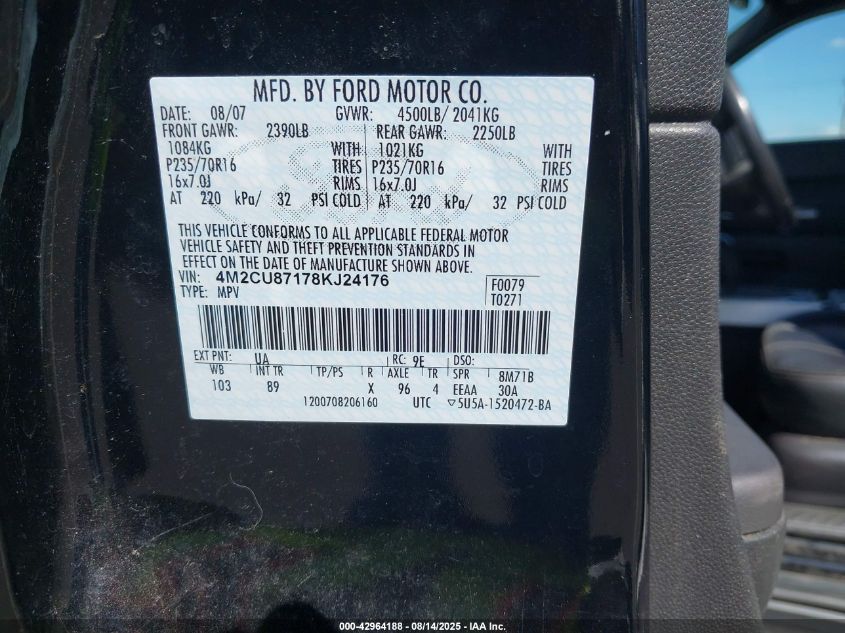 MFD. BY FORD MOTOR CO.
DATE: 08/07 GVWR: 4500LB/ 2041KG
FRONT GAWR: 2390LB REAR GAWR: 2250LB
1084KG WITH 1021KG WITH
P235/70R16 TIRES P235/70R16 TIRES
16x7.0J RIMS 16x7.0J RIMS
AT 220 kPa/ 32 PSI COLD AT 220 kPa/ 32 PSI COLD
THIS VEHICLE CONFORMS TO ALL APPLICABLE FEDERAL MOTOR
VEHICLE SAFETY AND THEFT PREVENTION STANDARDS IN
EFFECT ON THE DATE OF MANUFACTURE SHOWN ABOVE.
VIN: 4M2CU87178KJ24176 F0079
TYPE: MPV T0271
EXT PNT: UA RC: 9E DSO:
WB INT TR TP/PS R AXLE TR SPR 8M71B
103 89 X 96 4 EEAA 30A
1200708206160 UTC ▽5U5A-1520472-BA
000-42964188 - 08/14/2025 - IAA Inc.